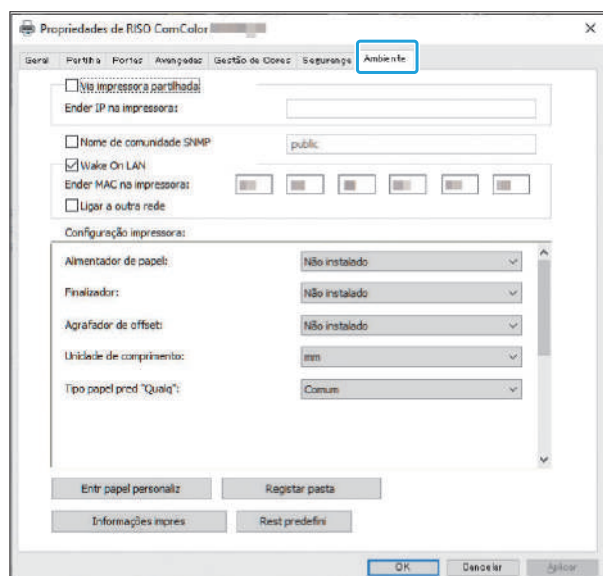 Propriedades de RISO ComColor
Geral Partilha Portas Avançadas Gestão de Cores Segurança Ambiente
Via impressora partilhada
Ender IP na impressora:
Nome de comunidade SNMP public
Wake On LAN
Ender MAC na impressora:
Ligar a outra rede
Configuração impressora:
Alimentador de papel: Não instalado
Finalizador: Não instalado
Agrafador de offset: Não instalado
Unidade de comprimento: mm
Tipo papel pred "Qualq": Comum
Entr papel personaliz Registar pasta
Informações impres Rest predefini
OK Cancelar Aplicar